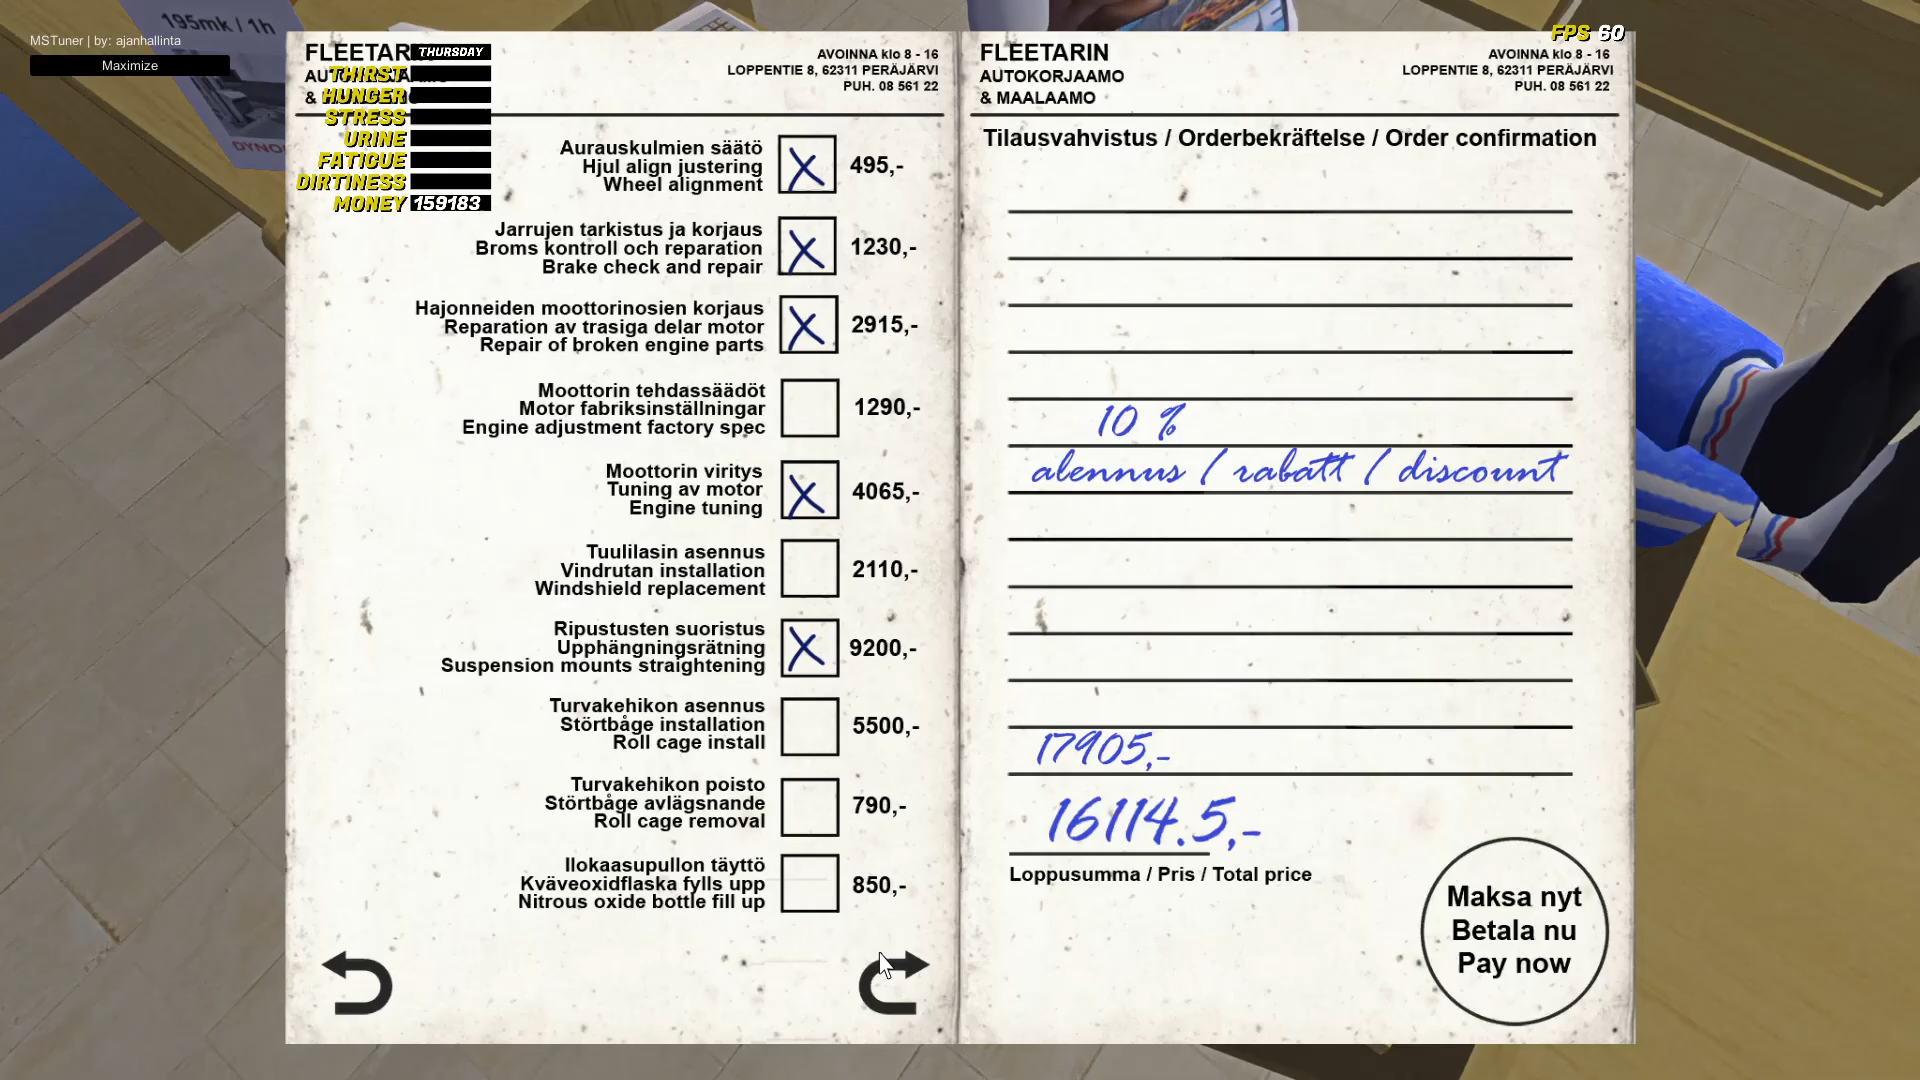 195mk / 1h
MSTuner | by: ajanhallinta
Maximize
FPS 60
THURSDAY
THIRST
HUNGER
STRESS
URINE
FATIGUE
DIRTINESS
MONEY 159183
DYNO
AVOINNA klo 8 - 16
LOPPENTIE 8, 62311 PERÄJÄRVI
PUH. 08 561 22
Aurauskulmien säätö
Hjul align justering
Wheel alignment
495,-
Jarrujen tarkistus ja korjaus
Broms kontroll och reparation
Brake check and repair
1230,-
Hajonneiden moottorinosien korjaus
Reparation av trasiga delar motor
Repair of broken engine parts
2915,-
Moottorin tehdassäädöt
Motor fabriksinställningar
Engine adjustment factory spec
1290,-
Moottorin viritys
Tuning av motor
Engine tuning
4065,-
Tuulilasin asennus
Vindrutan installation
Windshield replacement
2110,-
Ripustusten suoristus
Upphängningsrätning
Suspension mounts straightening
9200,-
Turvakehikon asennus
Störtbåge installation
Roll cage install
5500,-
Turvakehikon poisto
Störtbåge avlägsnande
Roll cage removal
790,-
Ilokaasupullon täyttö
Kväveoxidflaska fylls upp
Nitrous oxide bottle fill up
850,-
FLEETARIN
AUTOKORJAAMO
& MAALAAMO
AVOINNA klo 8 - 16
LOPPENTIE 8, 62311 PERÄJÄRVI
PUH. 08 561 22
Tilausvahvistus / Orderbekräftelse / Order confirmation
10 %
alennus / rabatt / discount
17905,-
16114.5,-
Loppusumma / Pris / Total price
Maksa nyt
Betala nu
Pay now